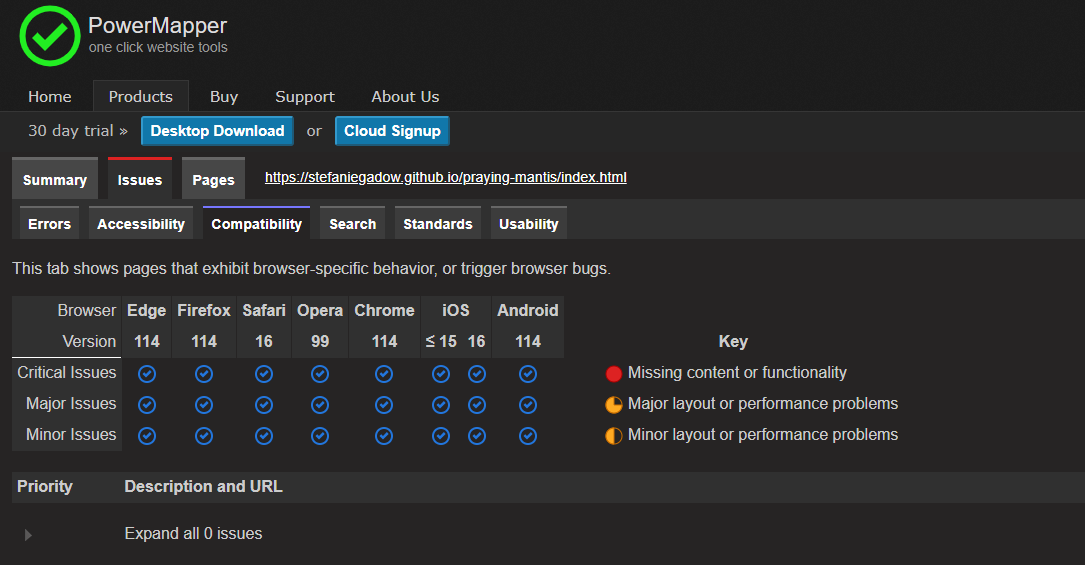 PowerMapper
one click website tools
Home Products Buy Support About Us
30 day trial » Desktop Download or Cloud Signup
Summary Issues Pages https://stefaniegadow.github.io/praying-mantis/index.html
Errors Accessibility Compatibility Search Standards Usability
This tab shows pages that exhibit browser-specific behavior, or trigger browser bugs.
Browser Edge Firefox Safari Opera Chrome iOS Android
Version 114 114 16 99 114 ≤ 15 16 114 Key
Critical Issues Missing content or functionality
Major Issues Major layout or performance problems
Minor Issues Minor layout or performance problems
Priority Description and URL
Expand all 0 issues